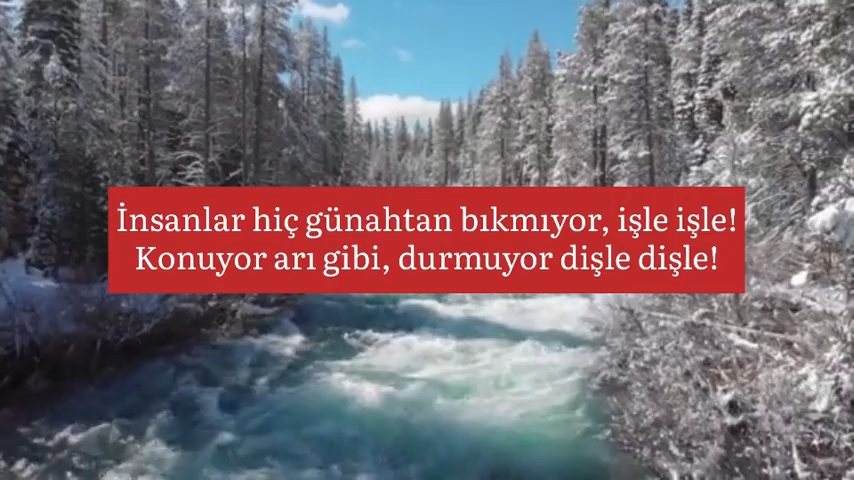 İnsanlar hiç günahtan bıkmıyor, işle işle!
Konuyor arı gibi, durmuyor dişle dişle!